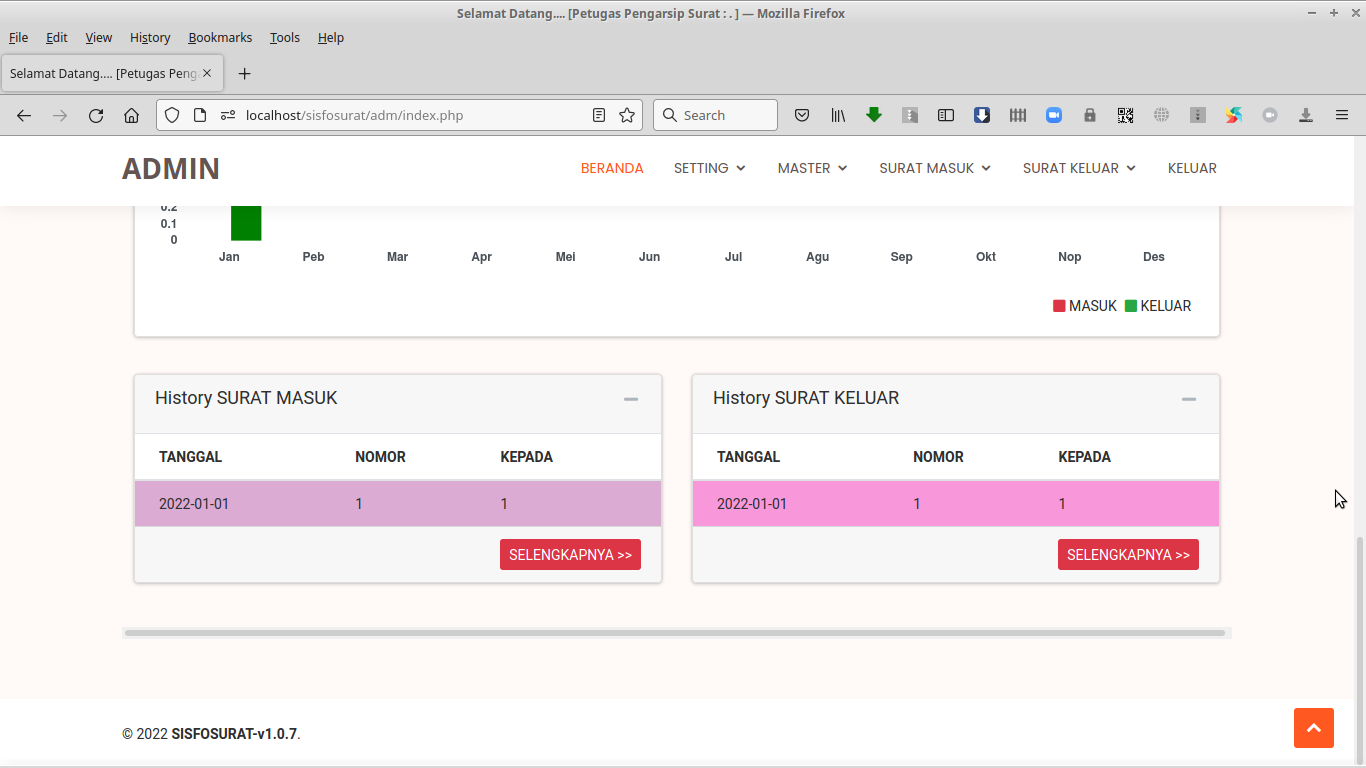 Selamat Datang.... [Petugas Pengarsip Surat : . ] — Mozilla Firefox
File Edit View History Bookmarks Tools Help
Selamat Datang.... [Petugas Peng
localhost/sisfosurat/adm/index.php
Search
ADMIN
BERANDA SETTING MASTER SURAT MASUK SURAT KELUAR KELUAR
0.2
0.1
0
Jan Peb Mar Apr Mei Jun Jul Agu Sep Okt Nop Des
MASUK KELUAR
History SURAT MASUK
TANGGAL NOMOR KEPADA
2022-01-01 1 1
SELENGKAPNYA >>
History SURAT KELUAR
TANGGAL NOMOR KEPADA
2022-01-01 1 1
SELENGKAPNYA >>
© 2022 SISFOSURAT-v1.0.7.